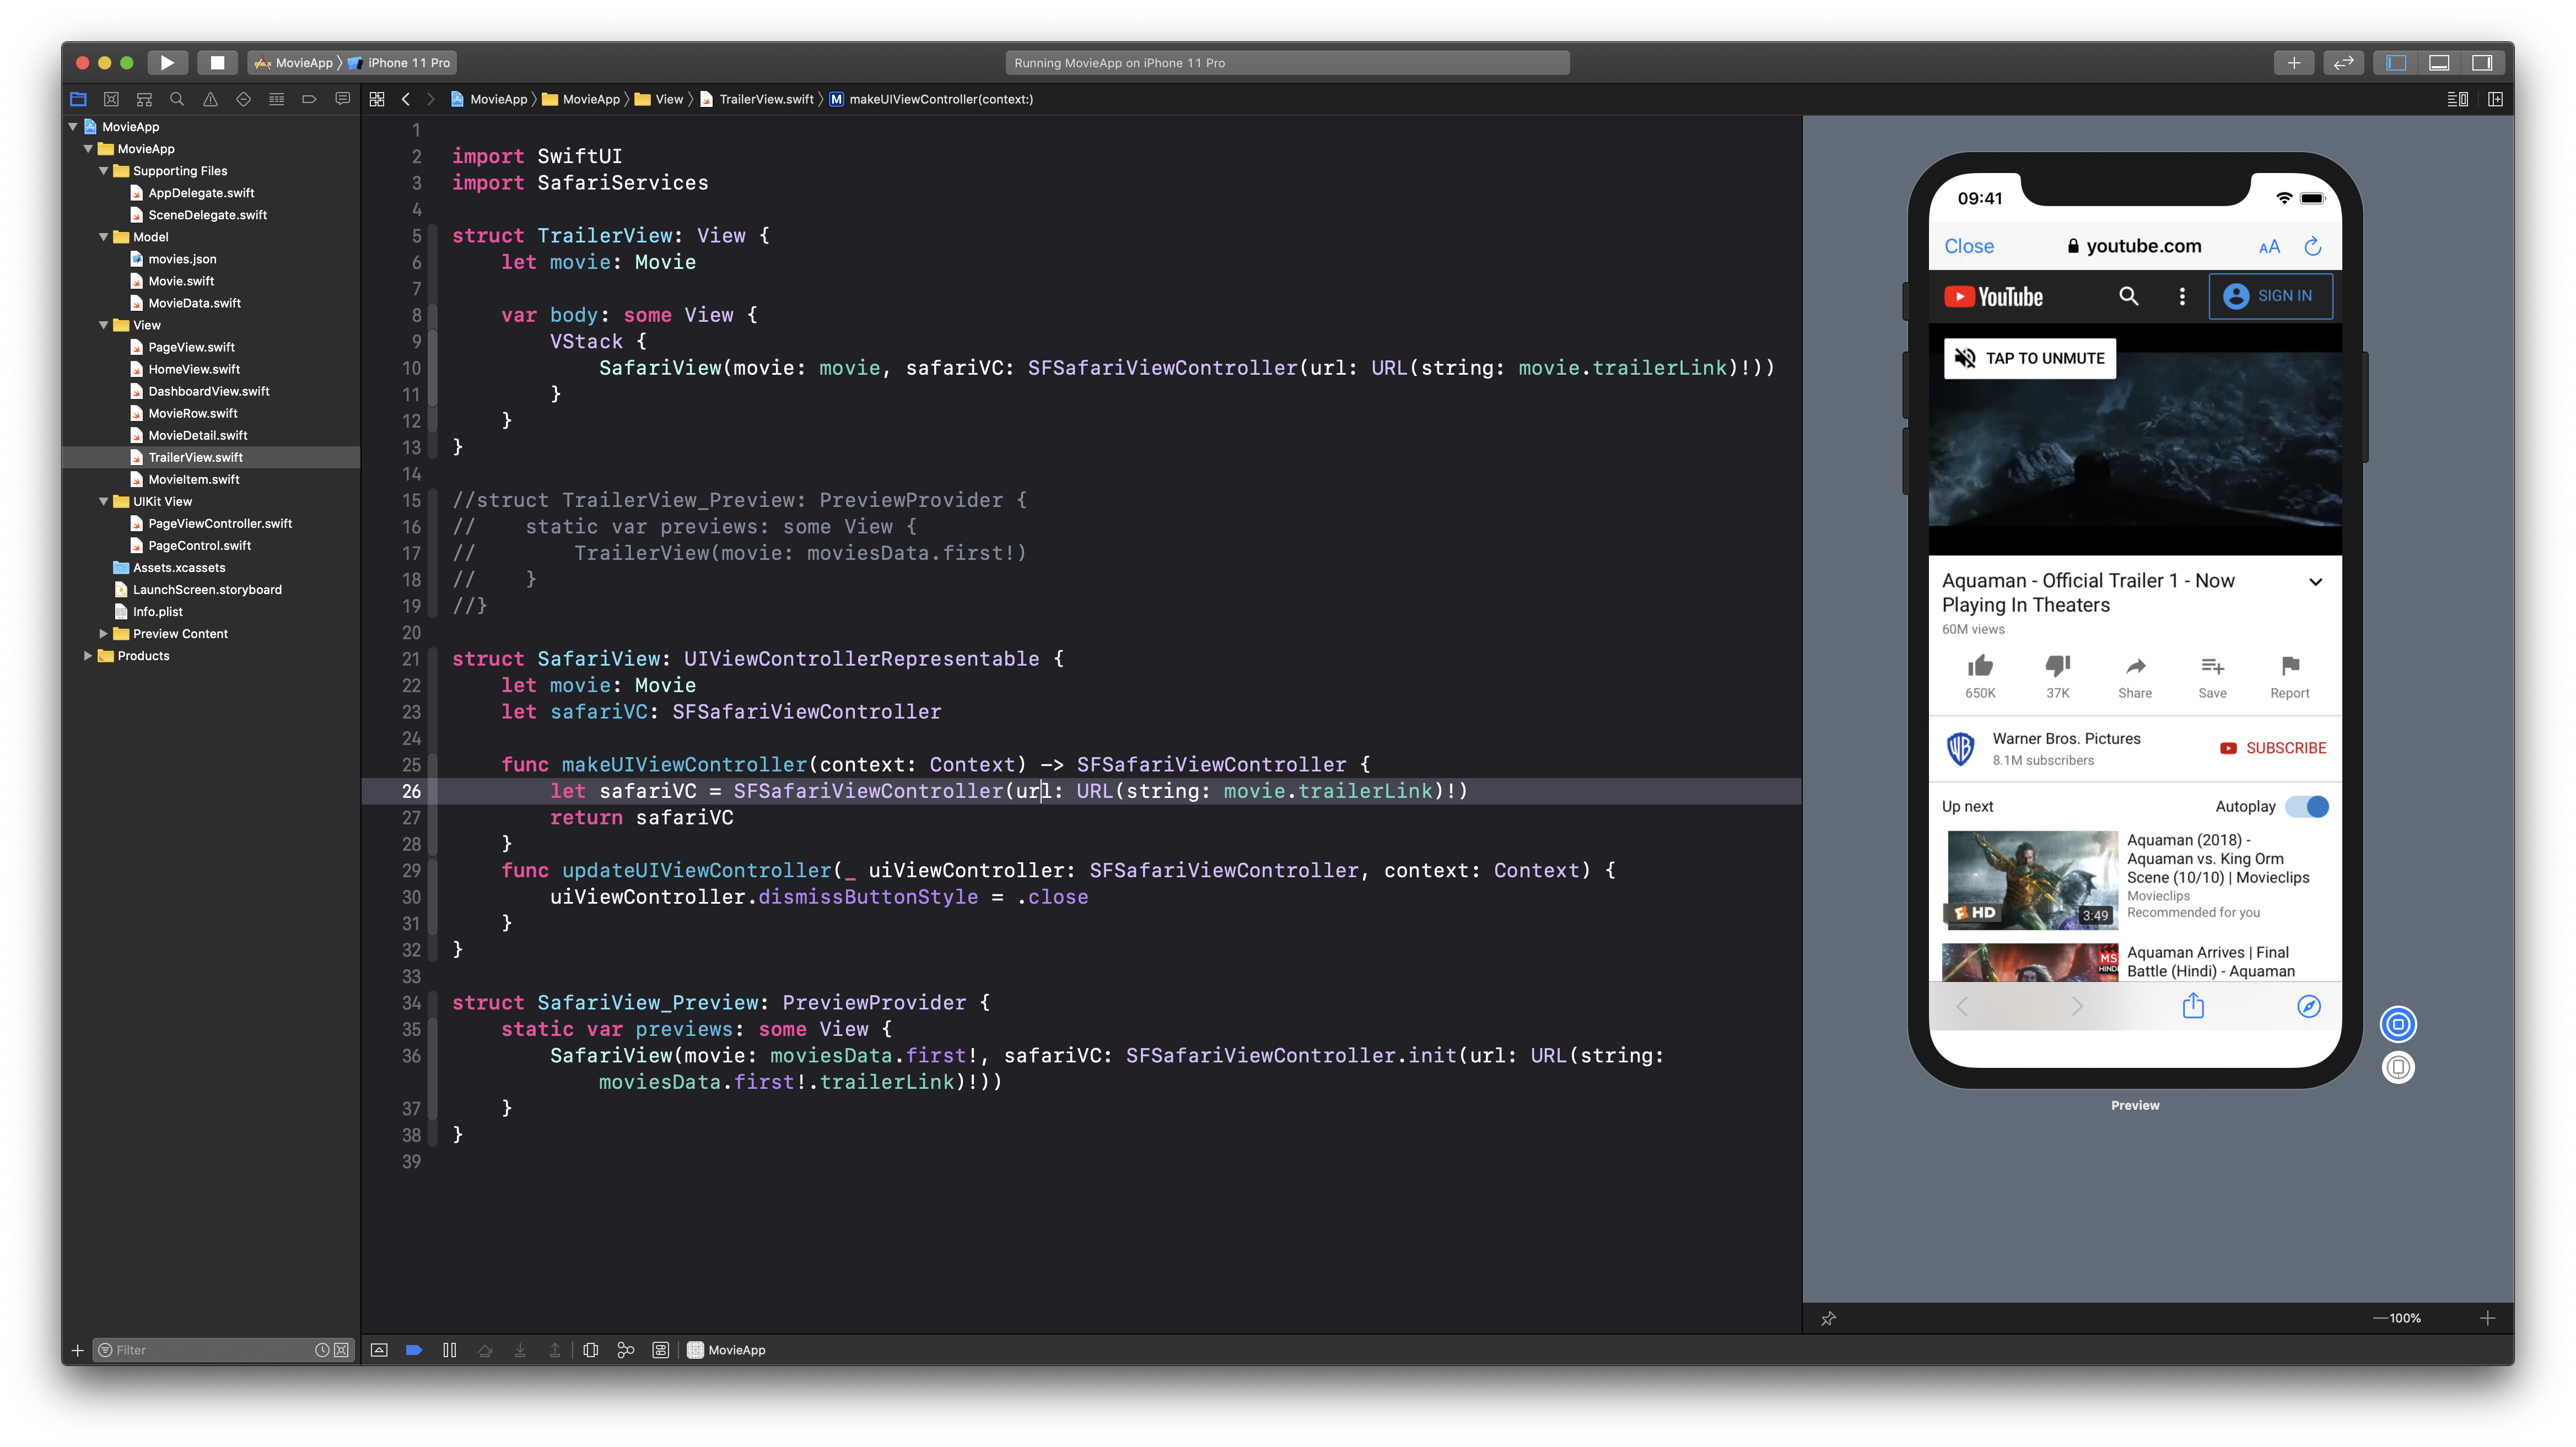 MovieApp 〉 iPhone 11 Pro
Running MovieApp on iPhone 11 Pro
MovieApp 〉 MovieApp 〉 View 〉 TrailerView.swift 〉 M makeUIViewController(context:)
MovieApp
MovieApp
Supporting Files
AppDelegate.swift
SceneDelegate.swift
Model
movies.json
Movie.swift
MovieData.swift
View
PageView.swift
HomeView.swift
DashboardView.swift
MovieRow.swift
MovieDetail.swift
TrailerView.swift
MovieItem.swift
UIKit View
PageViewController.swift
PageControl.swift
Assets.xcassets
LaunchScreen.storyboard
Info.plist
Preview Content
Products
Filter
1
2 import SwiftUI
3 import SafariServices
4
5 struct TrailerView: View {
6     let movie: Movie
7
8     var body: some View {
9         VStack {
10             SafariView(movie: movie, safariVC: SFSafariViewController(url: URL(string: movie.trailerLink)!))
11         }
12     }
13 }
14
15 //struct TrailerView_Preview: PreviewProvider {
16 //    static var previews: some View {
17 //        TrailerView(movie: moviesData.first!)
18 //    }
19 //}
20
21 struct SafariView: UIViewControllerRepresentable {
22     let movie: Movie
23     let safariVC: SFSafariViewController
24
25     func makeUIViewController(context: Context) -> SFSafariViewController {
26         let safariVC = SFSafariViewController(url: URL(string: movie.trailerLink)!)
27         return safariVC
28     }
29     func updateUIViewController(_ uiViewController: SFSafariViewController, context: Context) {
30         uiViewController.dismissButtonStyle = .close
31     }
32 }
33
34 struct SafariView_Preview: PreviewProvider {
35     static var previews: some View {
36         SafariView(movie: moviesData.first!, safariVC: SFSafariViewController.init(url: URL(string:
moviesData.first!.trailerLink)!))
37     }
38 }
39
MovieApp
09:41
Close youtube.com AA
YouTube SIGN IN
TAP TO UNMUTE
Aquaman - Official Trailer 1 - Now
Playing In Theaters
60M views
650K 37K Share Save Report
WB
Warner Bros. Pictures
8.1M subscribers
SUBSCRIBE
Up next Autoplay
Aquaman (2018) -
Aquaman vs. King Orm
Scene (10/10) | Movieclips
Movieclips
Recommended for you
HD 3:49
Aquaman Arrives | Final
Battle (Hindi) - Aquaman
MS
HINDI
Preview
100%